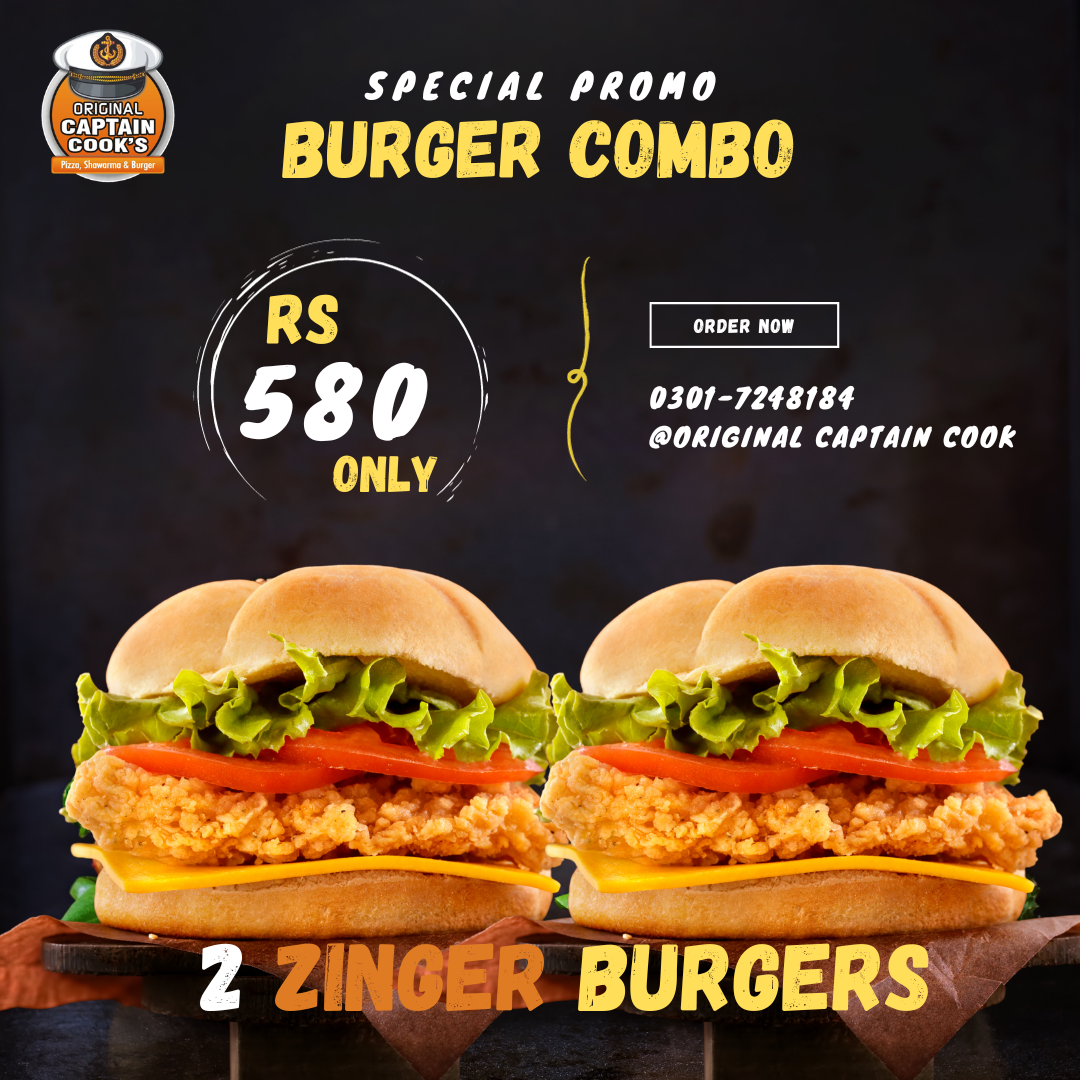 ORIGINAL
CAPTAIN
COOK'S
Pizza, Shawarma & Burger
SPECIAL PROMO
BURGER COMBO
RS
580
ONLY
ORDER NOW
0301-7248184
@ORIGINAL CAPTAIN COOK
2 ZINGER BURGERS